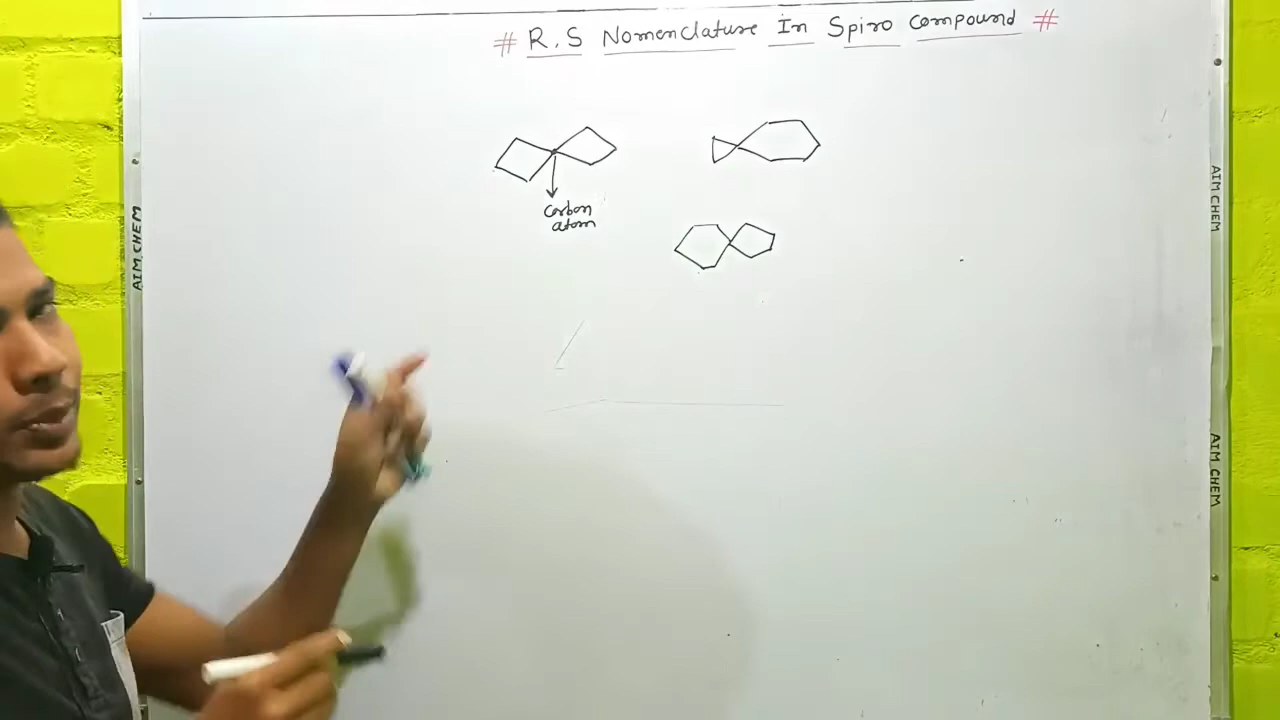 # R.S Nomenclature In Spiro Compound #
carbon
atom
AIM CHEM
AIM CHEM
AIM CHEM